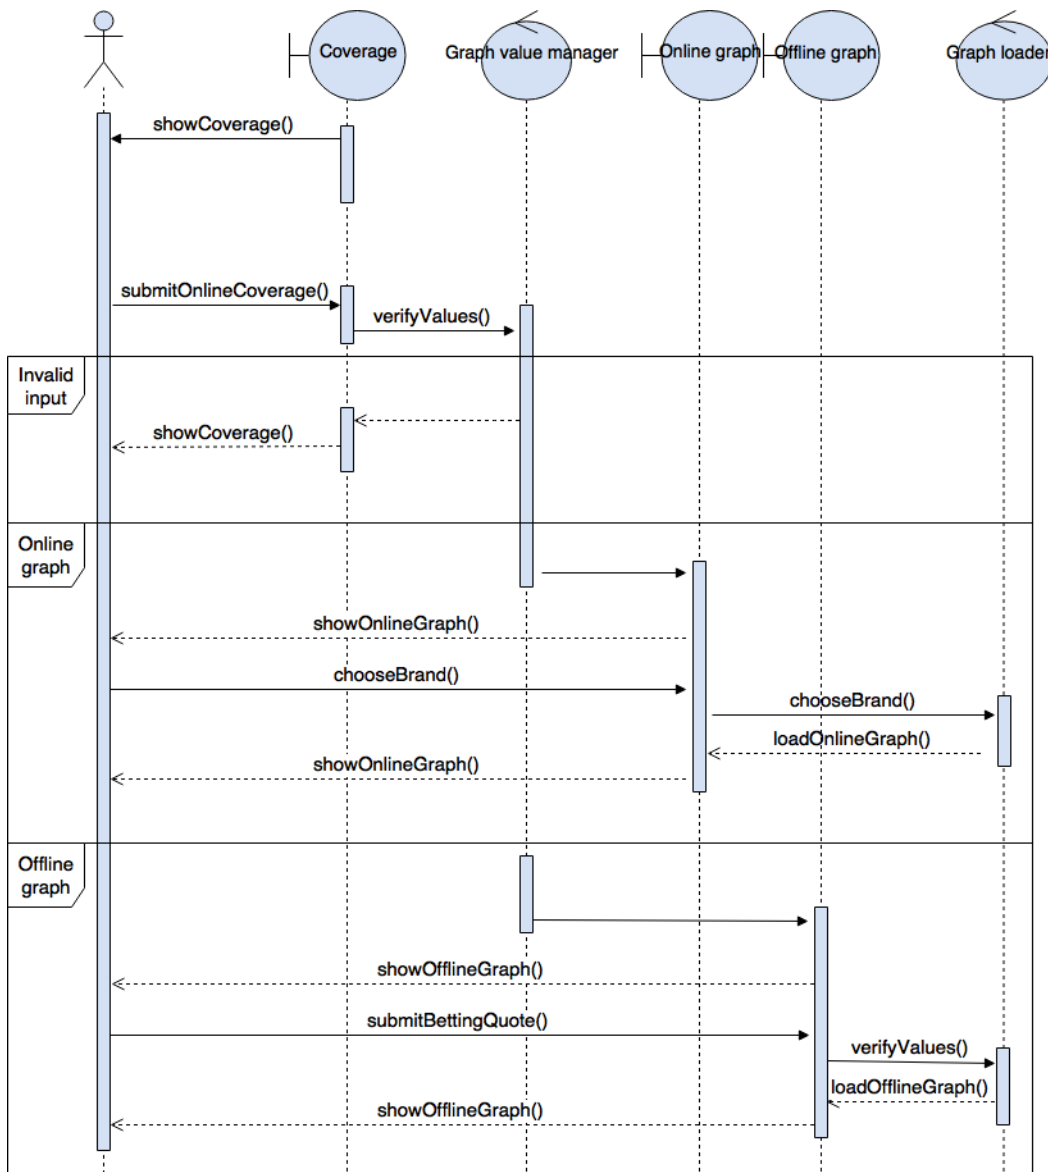 Coverage
Graph value manager
Online graph
Offline graph
Graph loader
showCoverage()
submitOnlineCoverage()
verifyValues()
Invalid
input
showCoverage()
Online
graph
showOnlineGraph()
chooseBrand()
chooseBrand()
loadOnlineGraph()
showOnlineGraph()
Offline
graph
showOfflineGraph()
submitBettingQuote()
verifyValues()
loadOfflineGraph()
showOfflineGraph()